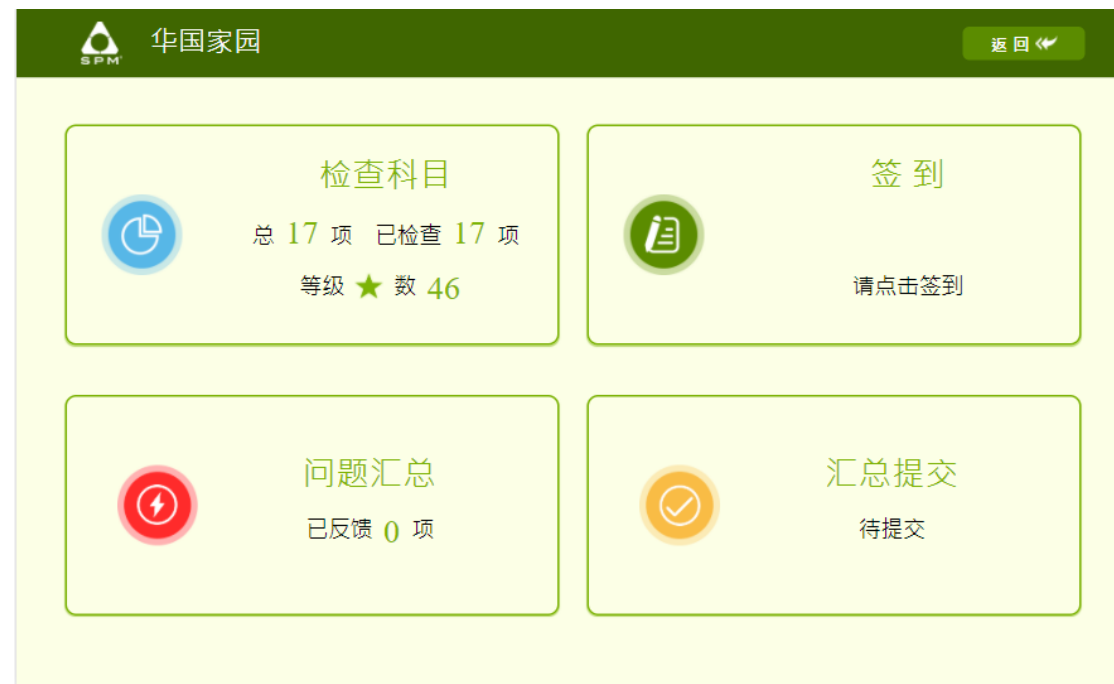 SPM
华国家园
返回
检查科目
总 17 项 已检查 17 项
等级 ★ 数 46
签 到
请点击签到
问题汇总
已反馈 0 项
汇总提交
待提交